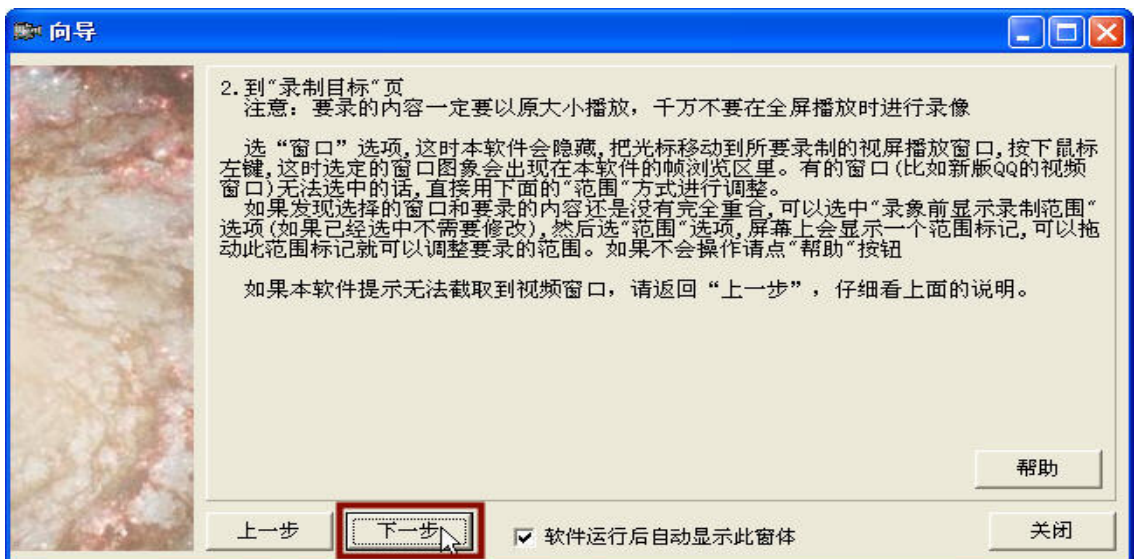 向导
2.到"录制目标"页
注意：要录的内容一定要以原大小播放，千万不要在全屏播放时进行录像
选“窗口”选项,这时本软件会隐藏,把光标移动到所要录制的视屏播放窗口,按下鼠标
左键,这时选定的窗口图象会出现在本软件的帧浏览区里。有的窗口(比如新版QQ的视频
窗口)无法选中的话,直接用下面的"范围"方式进行调整。
如果发现选择的窗口和要录的内容还是没有完全重合,可以选中"录象前显示录制范围"
选项(如果已经选中不需要修改),然后选"范围"选项,屏幕上会显示一个范围标记,可以拖
动此范围标记就可以调整要录的范围。如果不会操作请点"帮助"按钮
如果本软件提示无法截取到视频窗口，请返回“上一步”，仔细看上面的说明。
帮助
上一步
下一步
软件运行后自动显示此窗体
关闭